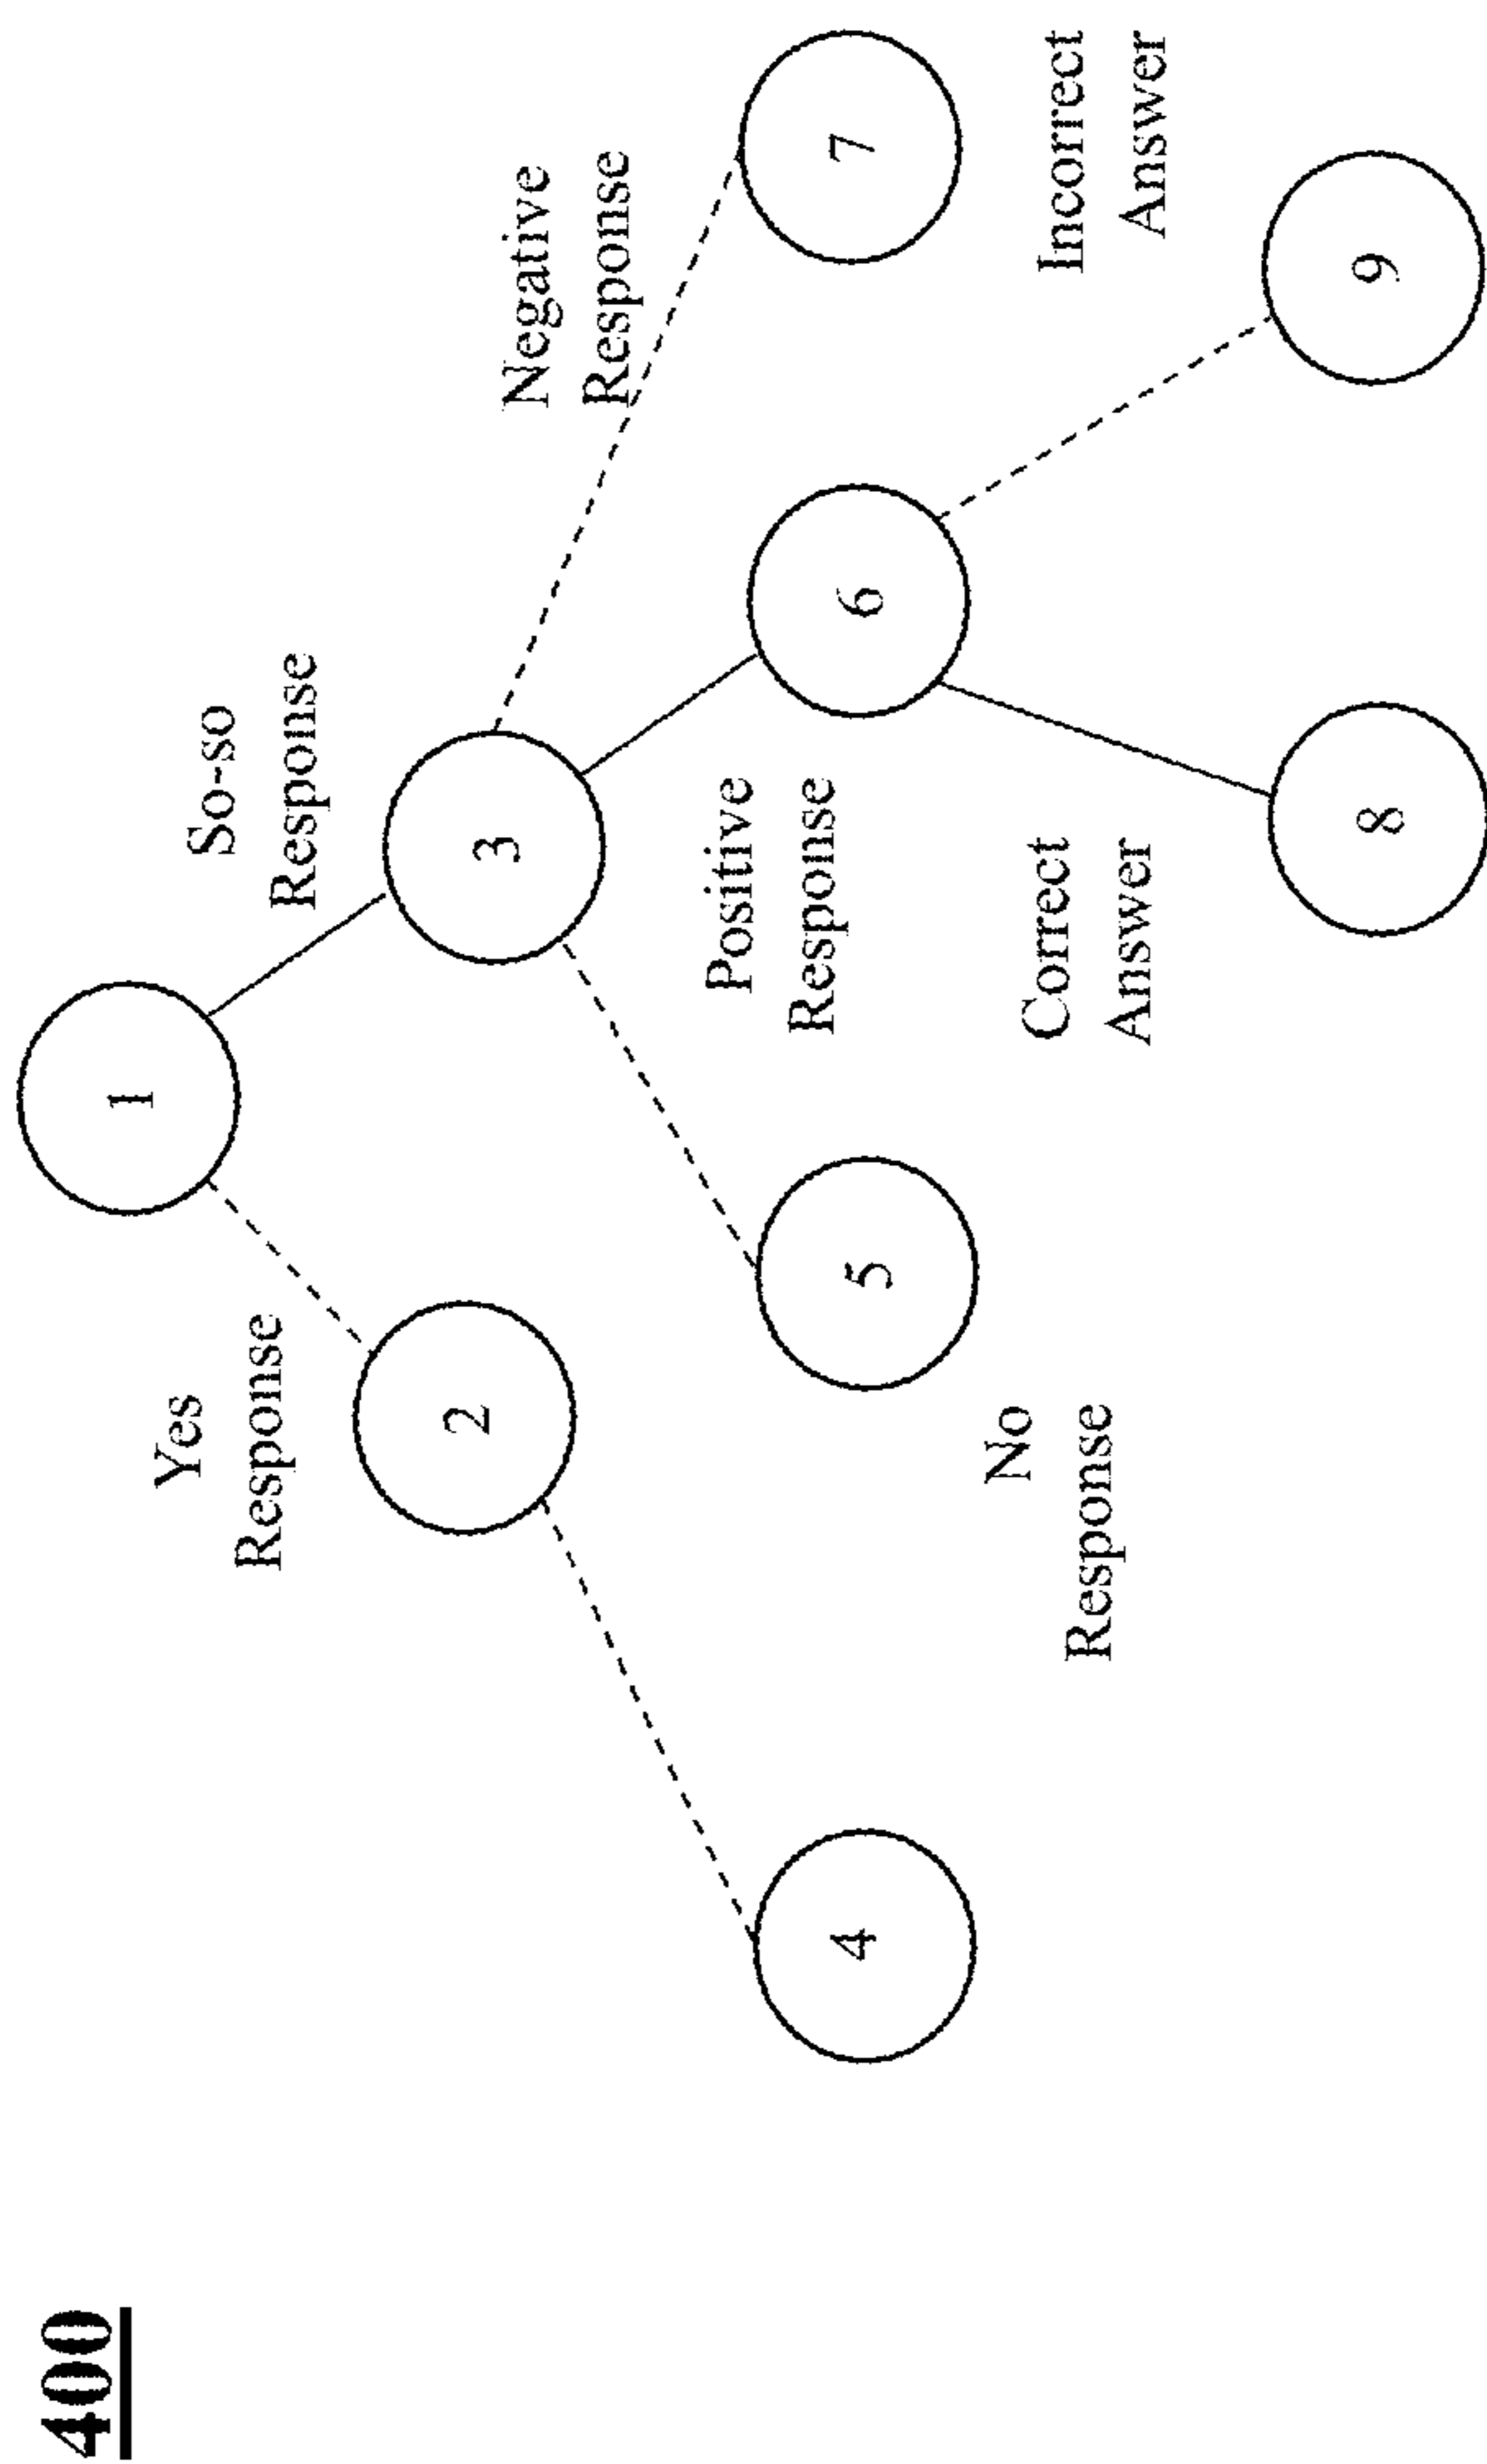 400
1
Yes
Response
So-so
Response
2
3
Negative
Response
Positive
Response
4
5
6
7
No
Response
Correct
Answer
Incorrect
Answer
8
9